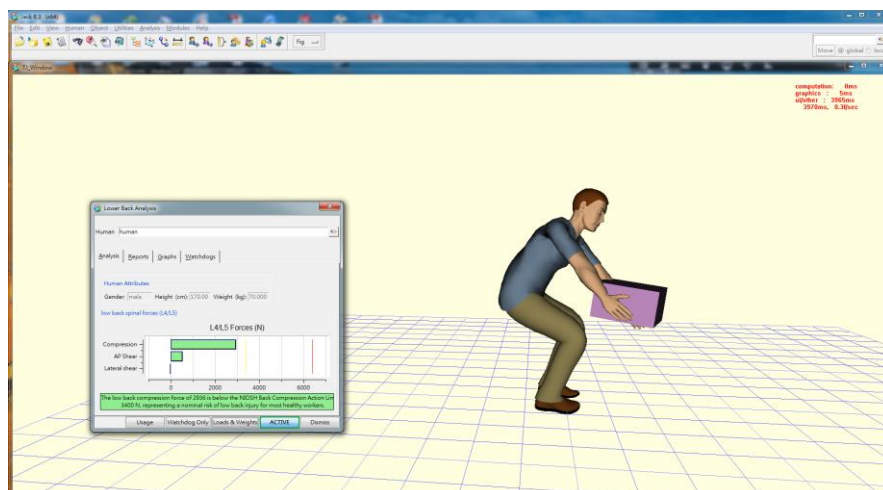 Jack 8.3 (x64)
File Edit View Human Object Utilities Analysis Modules Help
Fig
Move global
computation: 0ms
graphics : 5ms
3970ms, 0.3f/sec
Lower Back Analysis
Human human
Analysis Reports Graphs Watchdogs
Human Attributes
Gender: male Height (cm): 170.00 Weight (kg): 70.000
low back spinal forces (L4/L5)
L4/L5 Forces (N)
Compression
AP Shear
Lateral shear
0 2000 4000 6000
The low back compression force of 2936 is below the NIOSH Back Compression Action Lim
3400 N, representing a nominal risk of low back injury for most healthy workers.
Usage Watchdog Only Loads & Weights ACTIVE Dismiss